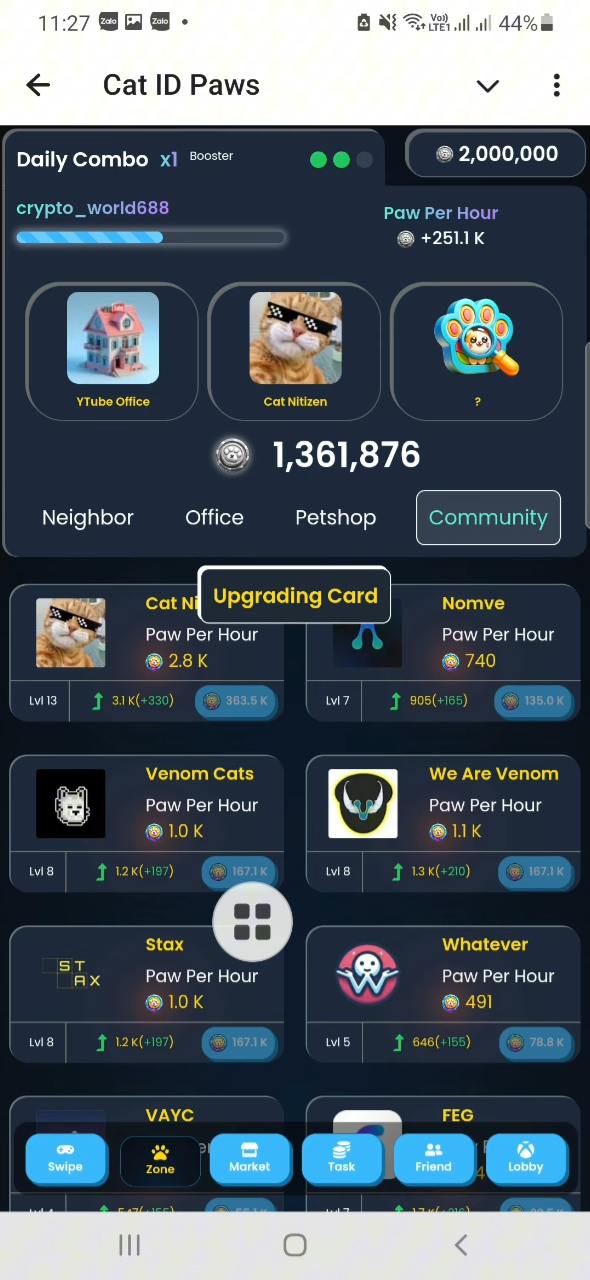 11:27 Zalo Zalo Vo) LTE1 44%
Cat ID Paws
Daily Combo x1 Booster
2,000,000
crypto_world688
Paw Per Hour
+251.1 K
YTube Office
Cat Nitizen
?
1,361,876
Neighbor Office Petshop Community
Upgrading Card
Cat Ni
Paw Per Hour
2.8 K
Lvl 13 3.1 K(+330) 363.5 K
Nomve
Paw Per Hour
740
Lvl 7 905(+165) 135.0 K
Venom Cats
Paw Per Hour
1.0 K
Lvl 8 1.2 K(+197) 167.1 K
We Are Venom
Paw Per Hour
1.1 K
Lvl 8 1.3 K(+210) 167.1 K
STAX
Stax
Paw Per Hour
1.0 K
Lvl 8 1.2 K(+197) 167.1 K
Whatever
Paw Per Hour
491
Lvl 5 646(+155) 78.8 K
VAYC
FEG
Swipe Zone Market Task Friend Lobby